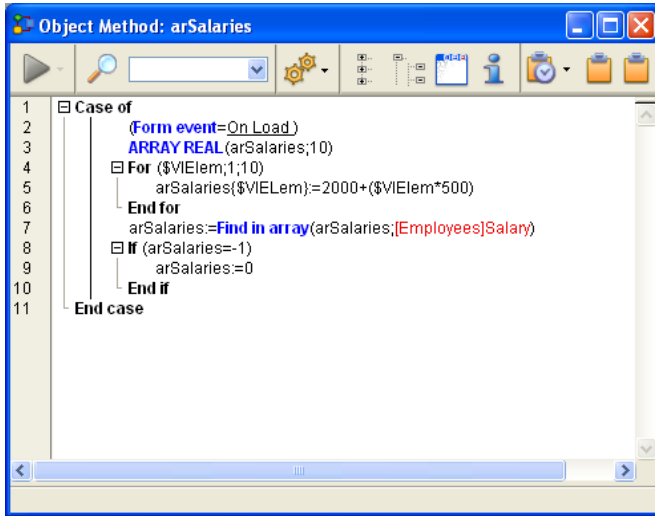 Object Method: arSalaries
1 Case of
2 (Form event=On Load )
3 ARRAY REAL(arSalaries;10)
4 For ($VlElem;1;10)
5 arSalaries{$VlELem}:=2000+($VlElem*500)
6 End for
7 arSalaries:=Find in array(arSalaries;[Employees]Salary)
8 If (arSalaries=-1)
9 arSalaries:=0
10 End if
11 End case